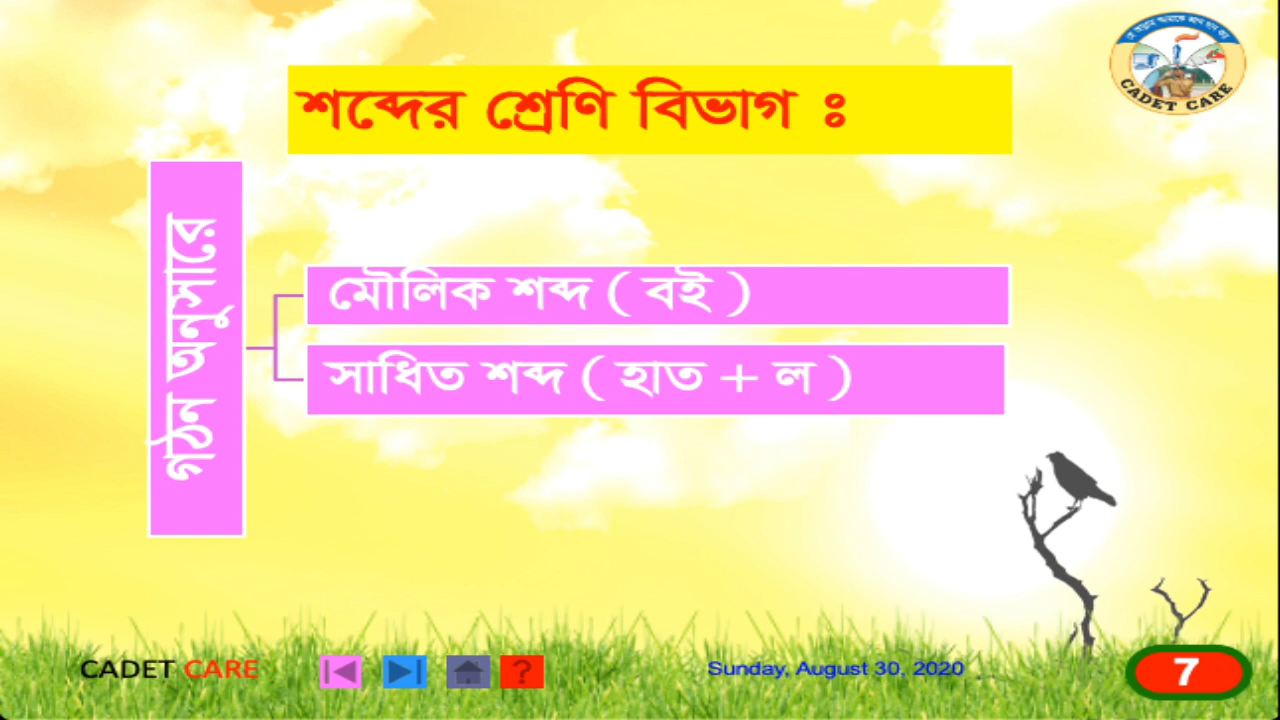 শব্দের শ্রেণি বিভাগ ঃ
CADET CARE
গঠন অনুসারে
মৌলিক শব্দ ( বই )
সাধিত শব্দ ( হাত + ল )
CADET CARE
?
Sunday, August 30, 2020
7